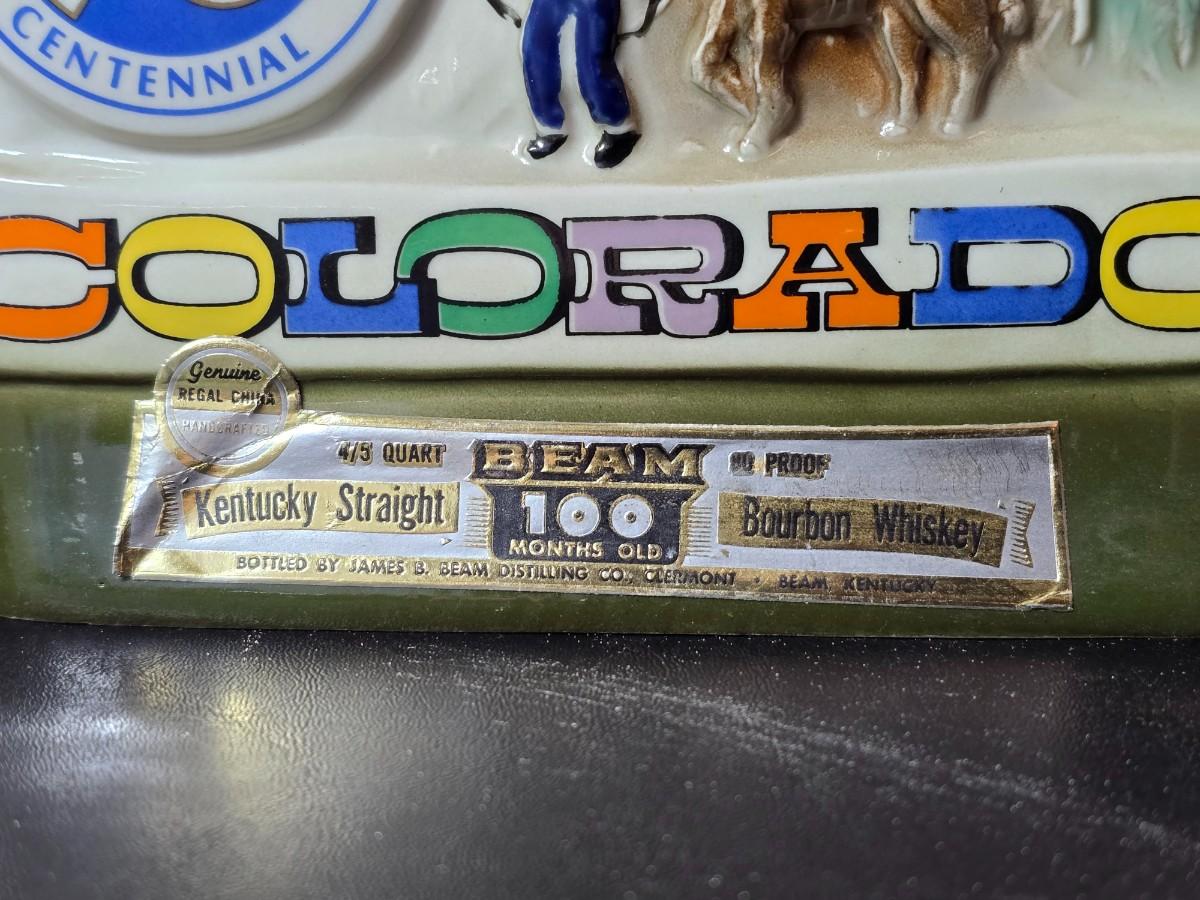 CENTENNIAL
COLORADO
Genuine
REGAL CHINA
HANDCRAFTED
4/5 QUART BEAM 80 PROOF
Kentucky Straight 100 Bourbon Whiskey
MONTHS OLD
BOTTLED BY JAMES B. BEAM DISTILLING CO., CLERMONT · BEAM, KENTUCKY